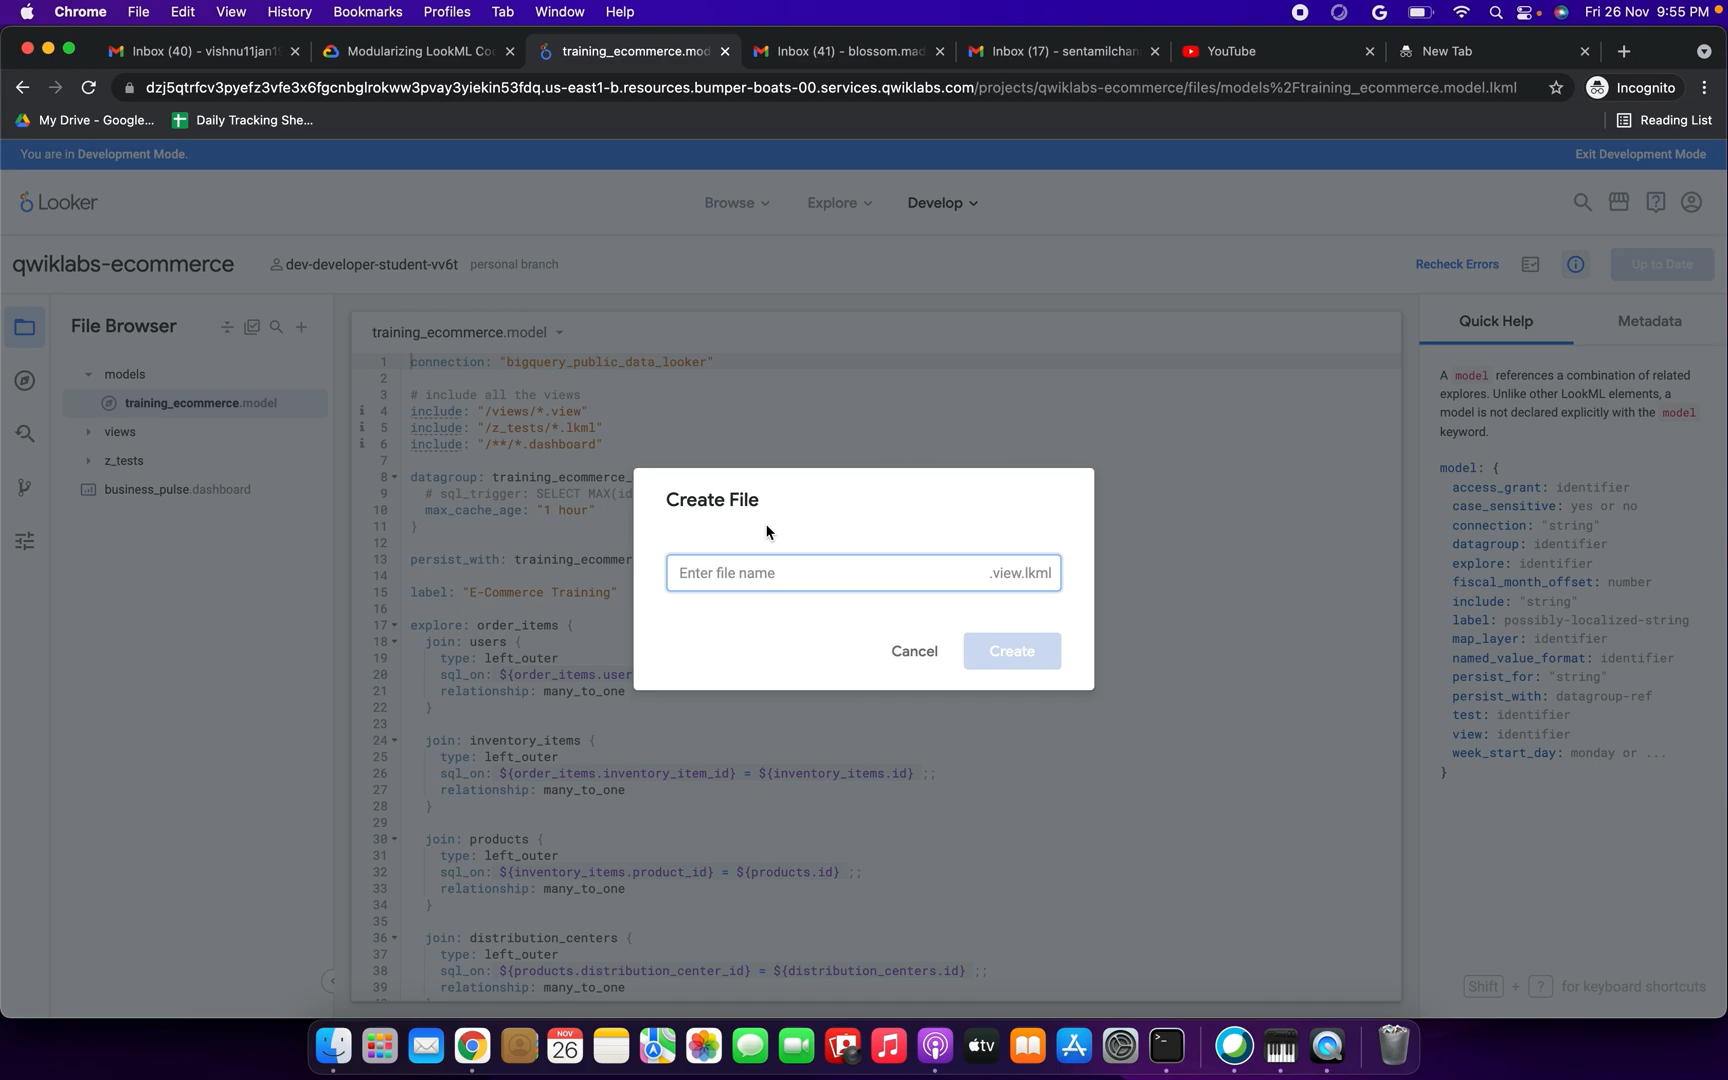 Chrome File Edit View History Bookmarks Profiles Tab Window Help
Fri 26 Nov 9:55 PM
Inbox (40) - vishnu11jan1
Modularizing LookML Co
training_ecommerce.mod
Inbox (41) - blossom.mad
Inbox (17) - sentamilchan
YouTube
New Tab
dzj5qtrfcv3pyefz3vfe3x6fgcnbglrokww3pvay3yiekin53fdq.us-east1-b.resources.bumper-boats-00.services.qwiklabs.com/projects/qwiklabs-ecommerce/files/models%2Ftraining_ecommerce.model.lkml
Incognito
My Drive - Google...
Daily Tracking She...
Reading List
You are in Development Mode.
Exit Development Mode
Looker
Browse
Explore
Develop
qwiklabs-ecommerce
dev-developer-student-vv6t personal branch
Recheck Errors
Up to Date
File Browser
models
training_ecommerce.model
views
z_tests
business_pulse.dashboard
training_ecommerce.model
1 connection: "bigquery_public_data_looker"
2
3 # include all the views
4 include: "/views/*.view"
5 include: "/z_tests/*.lkml"
6 include: "/**/*.dashboard"
7
8 datagroup: training_ecommerce_
9 # sql_trigger: SELECT MAX(id
10 max_cache_age: "1 hour"
11 }
12
13 persist_with: training_ecommer
14
15 label: "E-Commerce Training"
16
17 explore: order_items {
18 join: users {
19 type: left_outer
20 sql_on: ${order_items.user
21 relationship: many_to_one
22 }
23
24 join: inventory_items {
25 type: left_outer
26 sql_on: ${order_items.inventory_item_id} = ${inventory_items.id} ;;
27 relationship: many_to_one
28 }
29
30 join: products {
31 type: left_outer
32 sql_on: ${inventory_items.product_id} = ${products.id} ;;
33 relationship: many_to_one
34 }
35
36 join: distribution_centers {
37 type: left_outer
38 sql_on: ${products.distribution_center_id} = ${distribution_centers.id} ;;
39 relationship: many_to_one
Create File
Enter file name
.view.lkml
Cancel
Create
Quick Help
Metadata
A model references a combination of related
explores. Unlike other LookML elements, a
model is not declared explicitly with the model
keyword.
model: {
access_grant: identifier
case_sensitive: yes or no
connection: "string"
datagroup: identifier
explore: identifier
fiscal_month_offset: number
include: "string"
label: possibly-localized-string
map_layer: identifier
named_value_format: identifier
persist_for: "string"
persist_with: datagroup-ref
test: identifier
view: identifier
week_start_day: monday or ...
}
Shift + ? for keyboard shortcuts
NOV
26
tv